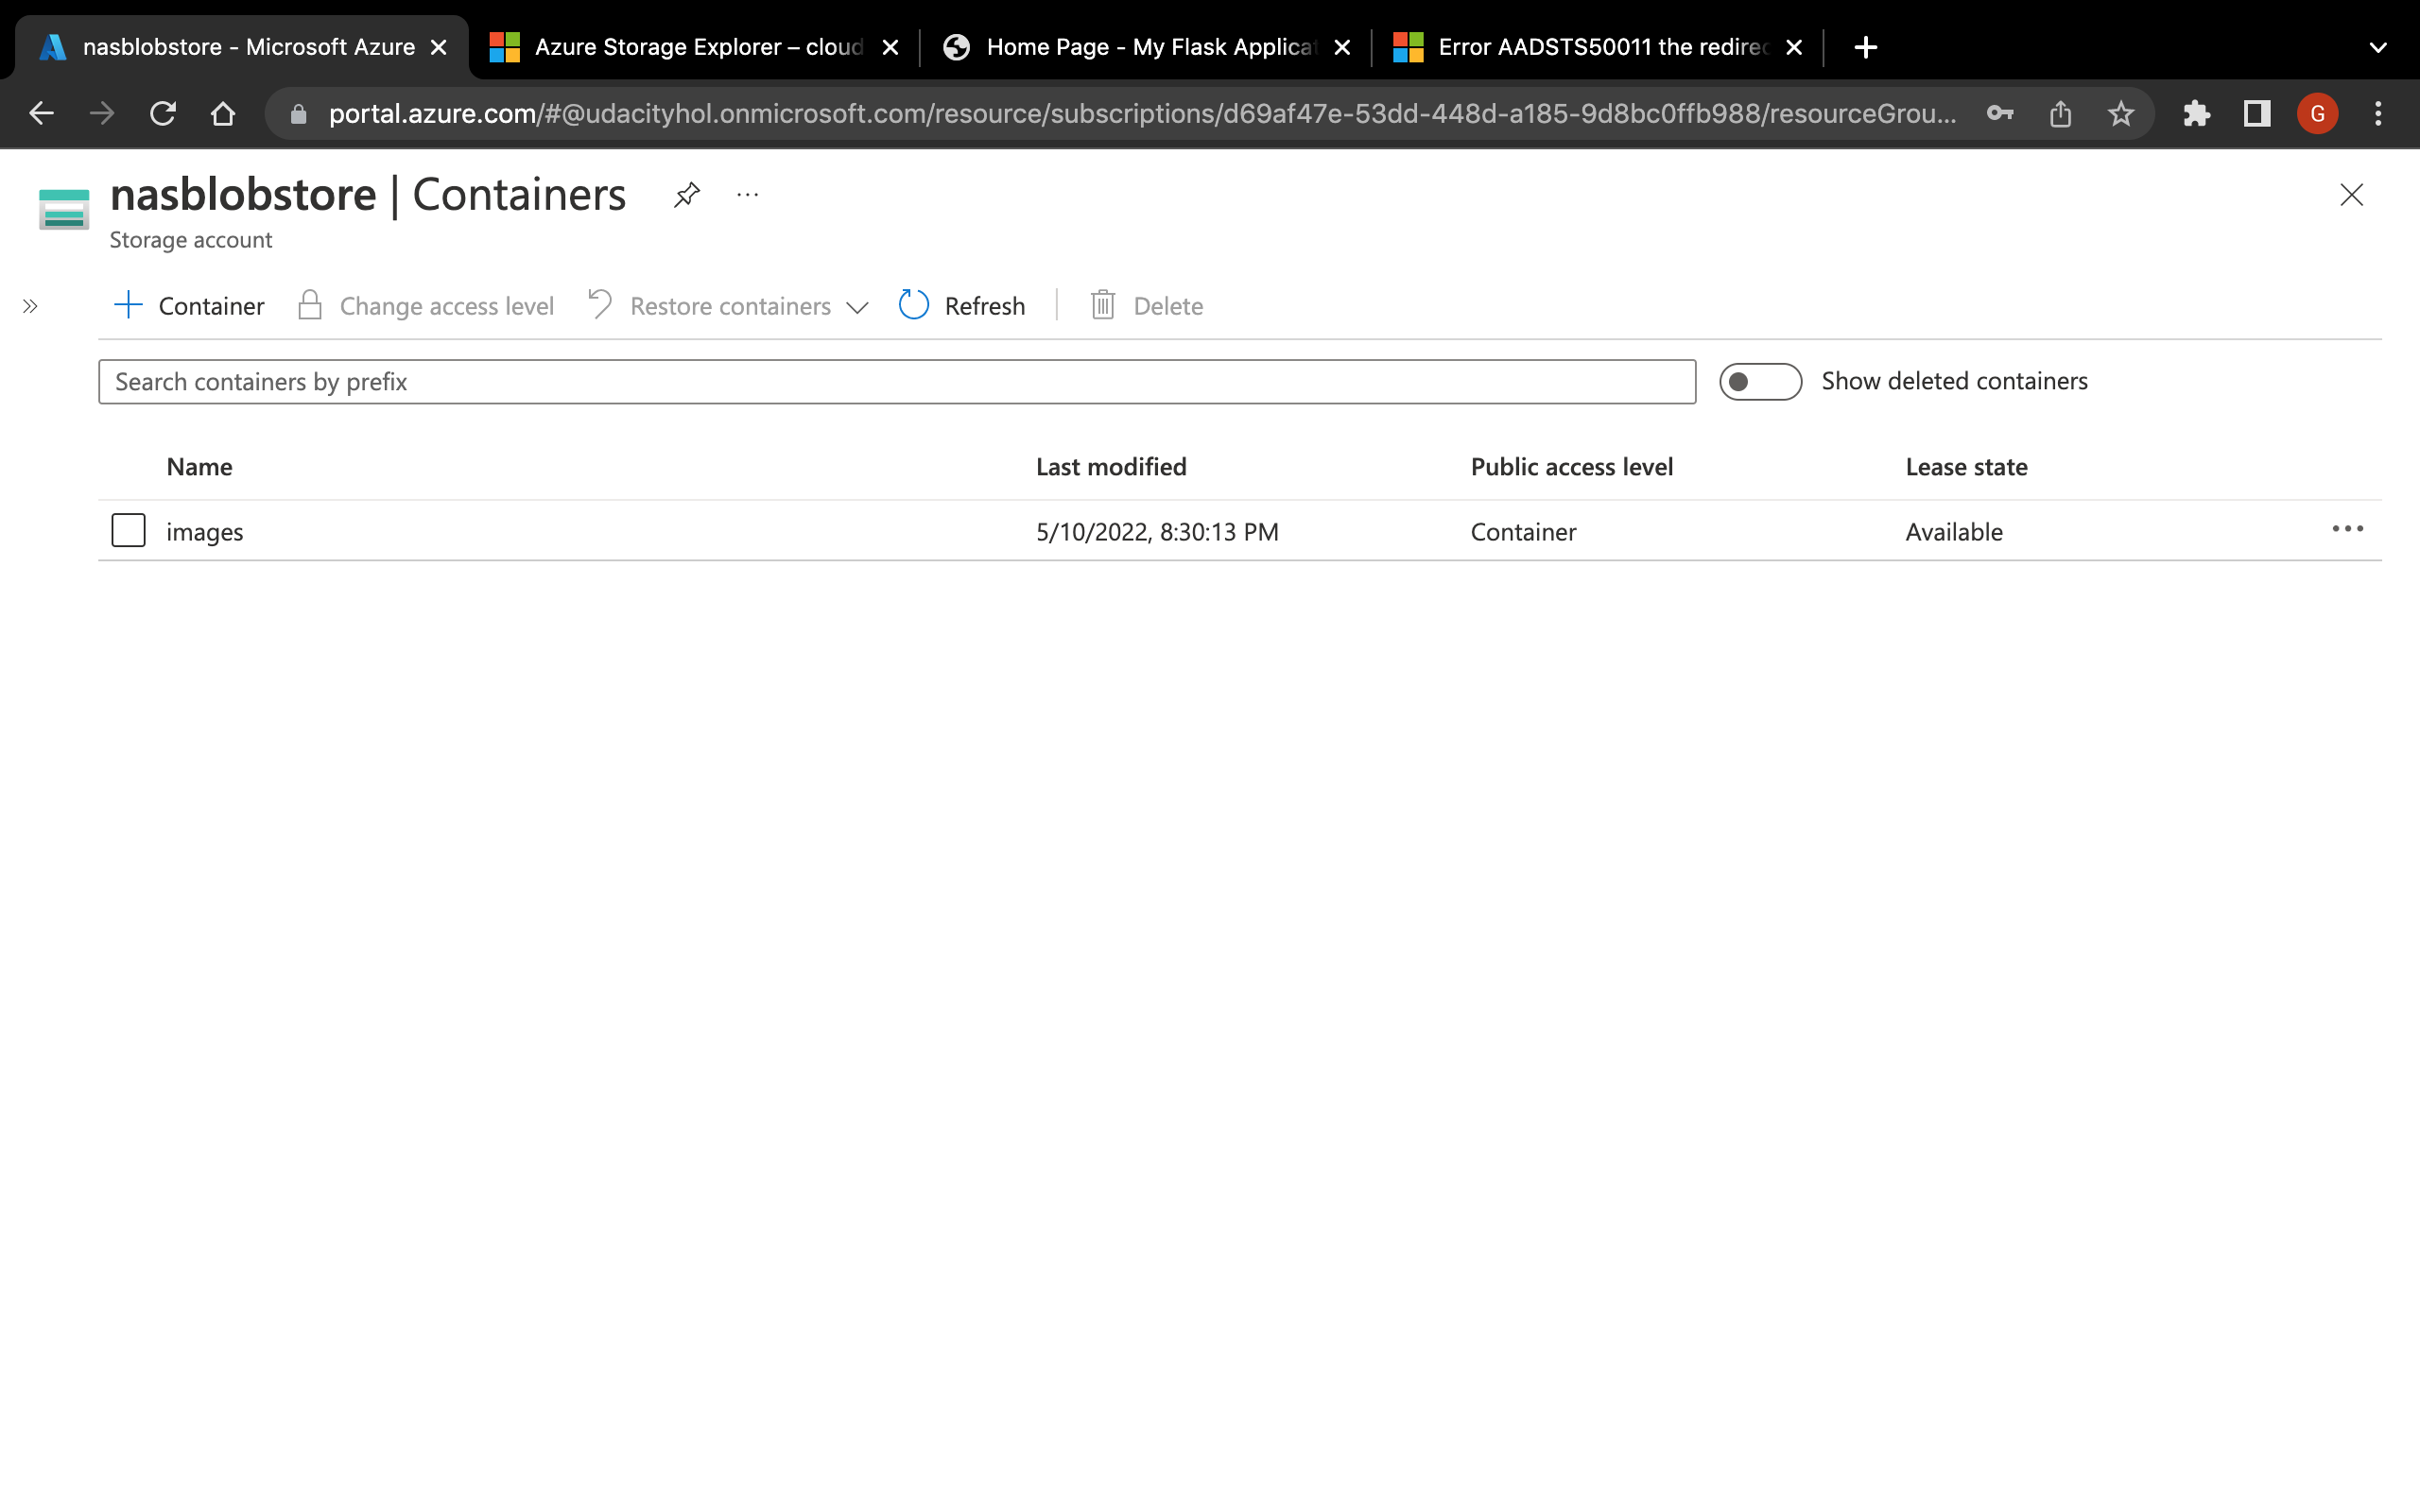 nasblobstore - Microsoft Azure
Azure Storage Explorer – cloud
Home Page - My Flask Applicat
Error AADSTS50011 the redirec
portal.azure.com/#@udacityhol.onmicrosoft.com/resource/subscriptions/d69af47e-53dd-448d-a185-9d8bc0ffb988/resourceGrou...
G
nasblobstore | Containers
Storage account
Container
Change access level
Restore containers
Refresh
Delete
Search containers by prefix
Show deleted containers
Name Last modified Public access level Lease state
images 5/10/2022, 8:30:13 PM Container Available